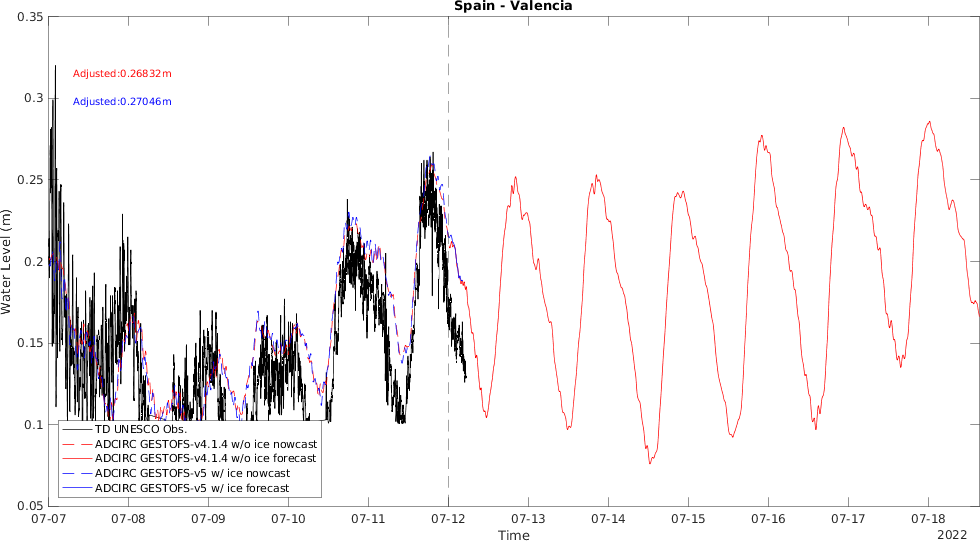 Spain - Valencia
0.35
0.3
0.25
0.2
0.15
0.1
0.05
Water Level (m)
Adjusted:0.26832m
Adjusted:0.27046m
TD UNESCO Obs.
ADCIRC GESTOFS-v4.1.4 w/o ice nowcast
ADCIRC GESTOFS-v4.1.4 w/o ice forecast
ADCIRC GESTOFS-v5 w/ ice nowcast
ADCIRC GESTOFS-v5 w/ ice forecast
07-07 07-08 07-09 07-10 07-11 07-12 07-13 07-14 07-15 07-16 07-17 07-18
Time
2022